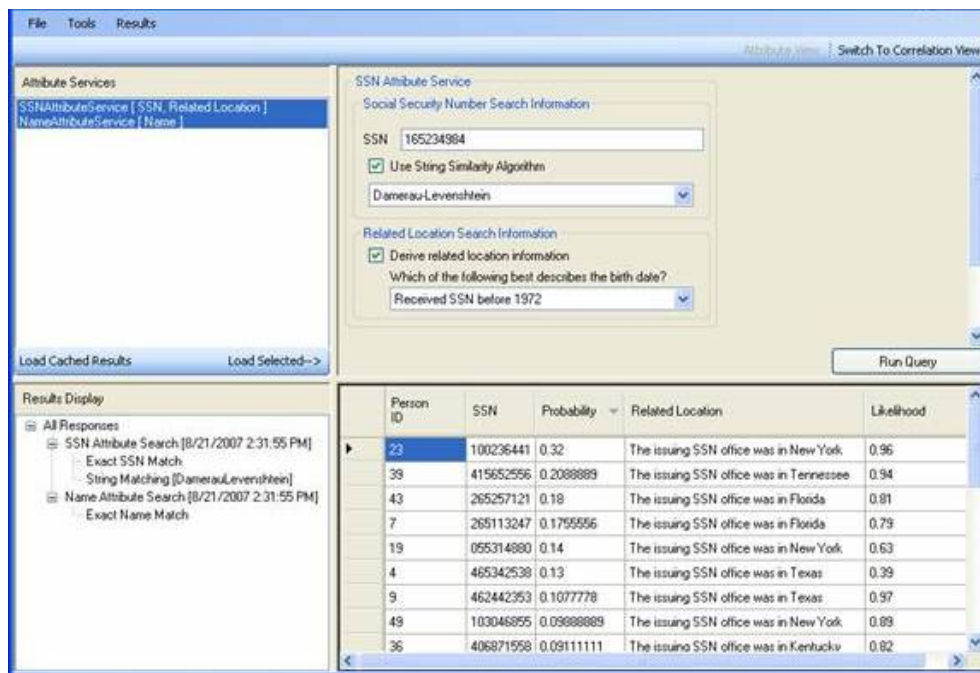 File Tools Results
Attribute View Switch To Correlation View
Attribute Services
SSNAttributeService [ SSN, Related Location ]
NameAttributeService [ Name ]
Load Cached Results Load Selected-->
SSN Attribute Service
Social Security Number Search Information
SSN 165234984
Use String Similarity Algorithm
Damerau-Levenshtein
Related Location Search Information
Derive related location information
Which of the following best describes the birth date?
Received SSN before 1972
Run Query
Results Display
All Responses
SSN Attribute Search [8/21/2007 2:31:55 PM]
Exact SSN Match
String Matching [DamerauLevenshtein]
Name Attribute Search [8/21/2007 2:31:55 PM]
Exact Name Match
Person ID SSN Probability Related Location Likelihood
23 100236441 0.32 The issuing SSN office was in New York 0.96
39 415652556 0.2088889 The issuing SSN office was in Tennessee 0.94
43 265257121 0.18 The issuing SSN office was in Florida 0.81
7 265113247 0.1755556 The issuing SSN office was in Florida 0.79
19 055314880 0.14 The issuing SSN office was in New York 0.63
4 465342538 0.13 The issuing SSN office was in Texas 0.39
9 462442353 0.1077778 The issuing SSN office was in Texas 0.97
49 103046855 0.09888889 The issuing SSN office was in New York 0.89
36 406871558 0.09111111 The issuing SSN office was in Kentucky 0.82